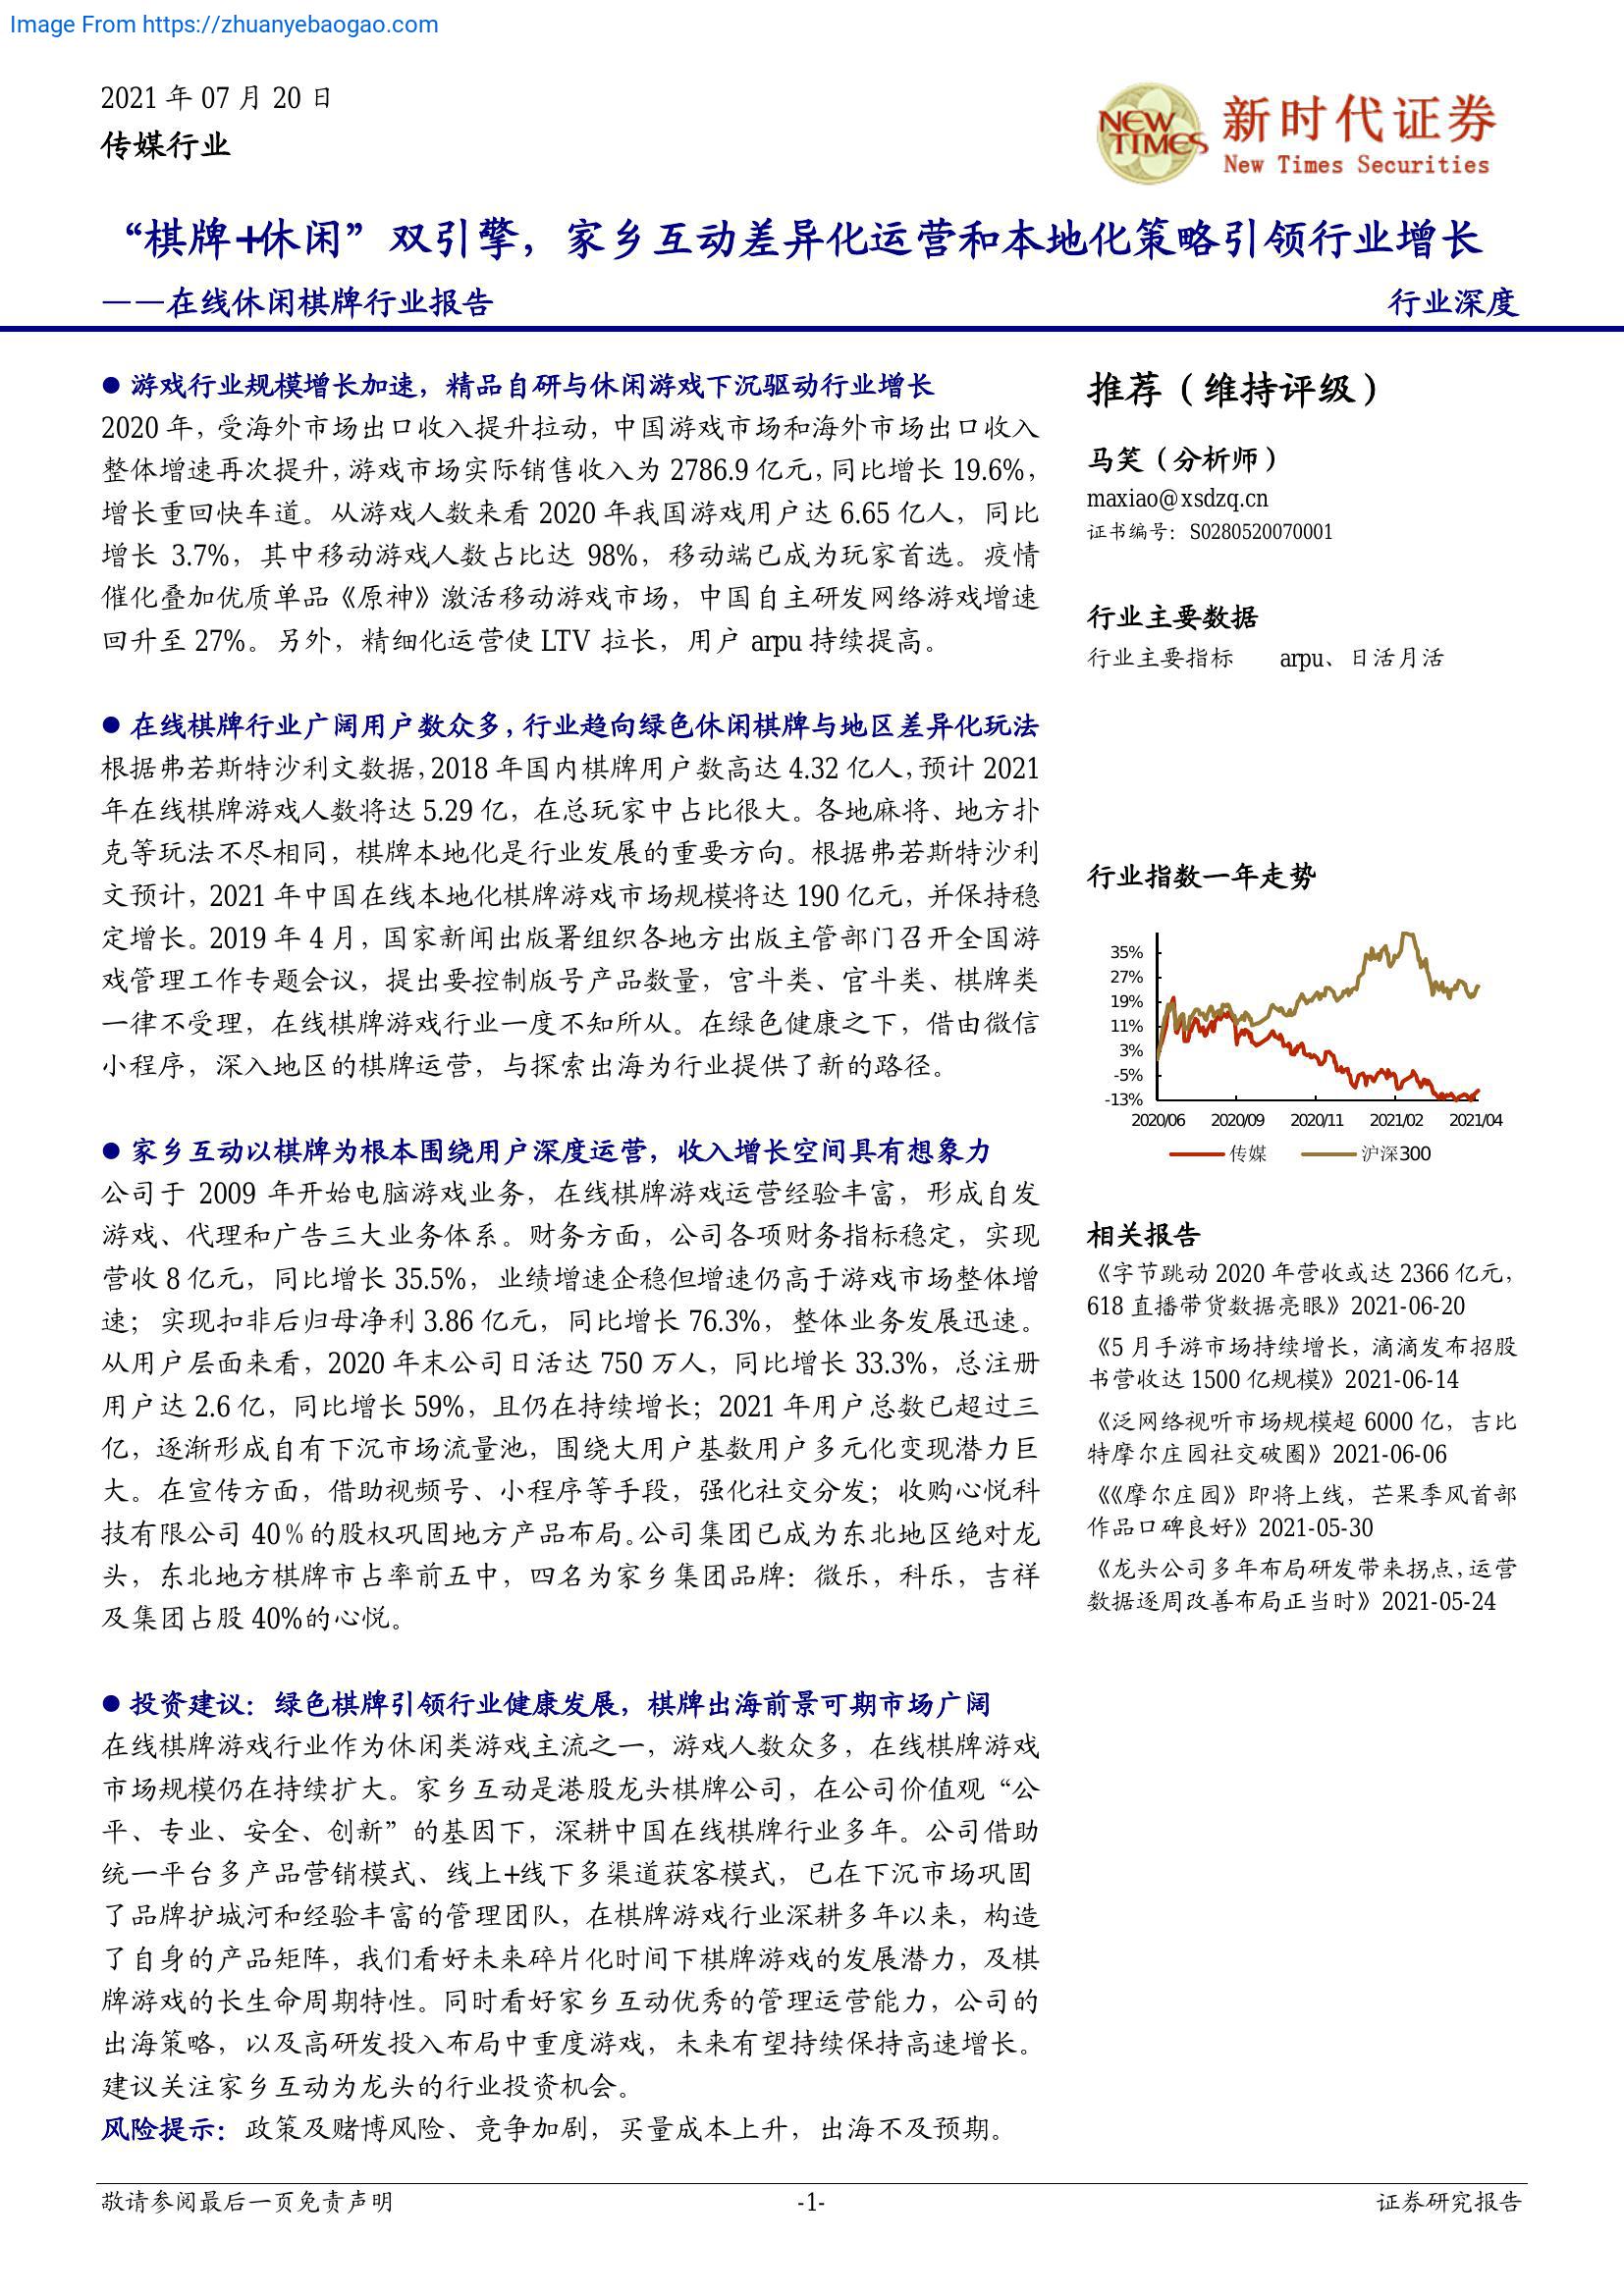 Image From https://zhuanyebaogao.com
2021 年 07 月 20 日
传媒行业
NEW TIMES
新时代证券
New Times Securities
“棋牌+休闲”双引擎，家乡互动差异化运营和本地化策略引领行业增长
——在线休闲棋牌行业报告
行业深度
● 游戏行业规模增长加速，精品自研与休闲游戏下沉驱动行业增长
2020 年，受海外市场出口收入提升拉动，中国游戏市场和海外市场出口收入
整体增速再次提升，游戏市场实际销售收入为 2786.9 亿元，同比增长 19.6%，
增长重回快车道。从游戏人数来看 2020 年我国游戏用户达 6.65 亿人，同比
增长 3.7%，其中移动游戏人数占比达 98%，移动端已成为玩家首选。疫情
催化叠加优质单品《原神》激活移动游戏市场，中国自主研发网络游戏增速
回升至 27%。另外，精细化运营使 LTV 拉长，用户 arpu 持续提高。
● 在线棋牌行业广阔用户数众多，行业趋向绿色休闲棋牌与地区差异化玩法
根据弗若斯特沙利文数据，2018 年国内棋牌用户数高达 4.32 亿人，预计 2021
年在线棋牌游戏人数将达 5.29 亿，在总玩家中占比很大。各地麻将、地方扑
克等玩法不尽相同，棋牌本地化是行业发展的重要方向。根据弗若斯特沙利
文预计，2021 年中国在线本地化棋牌游戏市场规模将达 190 亿元，并保持稳
定增长。2019 年 4 月，国家新闻出版署组织各地方出版主管部门召开全国游
戏管理工作专题会议，提出要控制版号产品数量，宫斗类、官斗类、棋牌类
一律不受理，在线棋牌游戏行业一度不知所从。在绿色健康之下，借由微信
小程序，深入地区的棋牌运营，与探索出海为行业提供了新的路径。
● 家乡互动以棋牌为根本围绕用户深度运营，收入增长空间具有想象力
公司于 2009 年开始电脑游戏业务，在线棋牌游戏运营经验丰富，形成自发
游戏、代理和广告三大业务体系。财务方面，公司各项财务指标稳定，实现
营收 8 亿元，同比增长 35.5%，业绩增速企稳但增速仍高于游戏市场整体增
速；实现扣非后归母净利 3.86 亿元，同比增长 76.3%，整体业务发展迅速。
从用户层面来看，2020 年末公司日活达 750 万人，同比增长 33.3%，总注册
用户达 2.6 亿，同比增长 59%，且仍在持续增长；2021 年用户总数已超过三
亿，逐渐形成自有下沉市场流量池，围绕大用户基数用户多元化变现潜力巨
大。在宣传方面，借助视频号、小程序等手段，强化社交分发；收购心悦科
技有限公司 40%的股权巩固地方产品布局。公司集团已成为东北地区绝对龙
头，东北地方棋牌市占率前五中，四名为家乡集团品牌：微乐，科乐，吉祥
及集团占股 40%的心悦。
● 投资建议：绿色棋牌引领行业健康发展，棋牌出海前景可期市场广阔
在线棋牌游戏行业作为休闲类游戏主流之一，游戏人数众多，在线棋牌游戏
市场规模仍在持续扩大。家乡互动是港股龙头棋牌公司，在公司价值观“公
平、专业、安全、创新”的基因下，深耕中国在线棋牌行业多年。公司借助
统一平台多产品营销模式、线上+线下多渠道获客模式，已在下沉市场巩固
了品牌护城河和经验丰富的管理团队，在棋牌游戏行业深耕多年以来，构造
了自身的产品矩阵，我们看好未来碎片化时间下棋牌游戏的发展潜力，及棋
牌游戏的长生命周期特性。同时看好家乡互动优秀的管理运营能力，公司的
出海策略，以及高研发投入布局中重度游戏，未来有望持续保持高速增长。
建议关注家乡互动为龙头的行业投资机会。
风险提示：政策及赌博风险、竞争加剧，买量成本上升，出海不及预期。
推荐（维持评级）
马笑（分析师）
maxiao@xsdzq.cn
证书编号：S0280520070001
行业主要数据
行业主要指标 arpu、日活月活
行业指数一年走势
35%
27%
19%
11%
3%
-5%
-13%
2020/06 2020/09 2020/11 2021/02 2021/04
传媒 沪深300
相关报告
《字节跳动 2020 年营收或达 2366 亿元，
618 直播带货数据亮眼》2021-06-20
《5 月手游市场持续增长，滴滴发布招股
书营收达 1500 亿规模》2021-06-14
《泛网络视听市场规模超 6000 亿，吉比
特摩尔庄园社交破圈》2021-06-06
《《摩尔庄园》即将上线，芒果季风首部
作品口碑良好》2021-05-30
《龙头公司多年布局研发带来拐点，运营
数据逐周改善布局正当时》2021-05-24
敬请参阅最后一页免责声明
-1-
证券研究报告